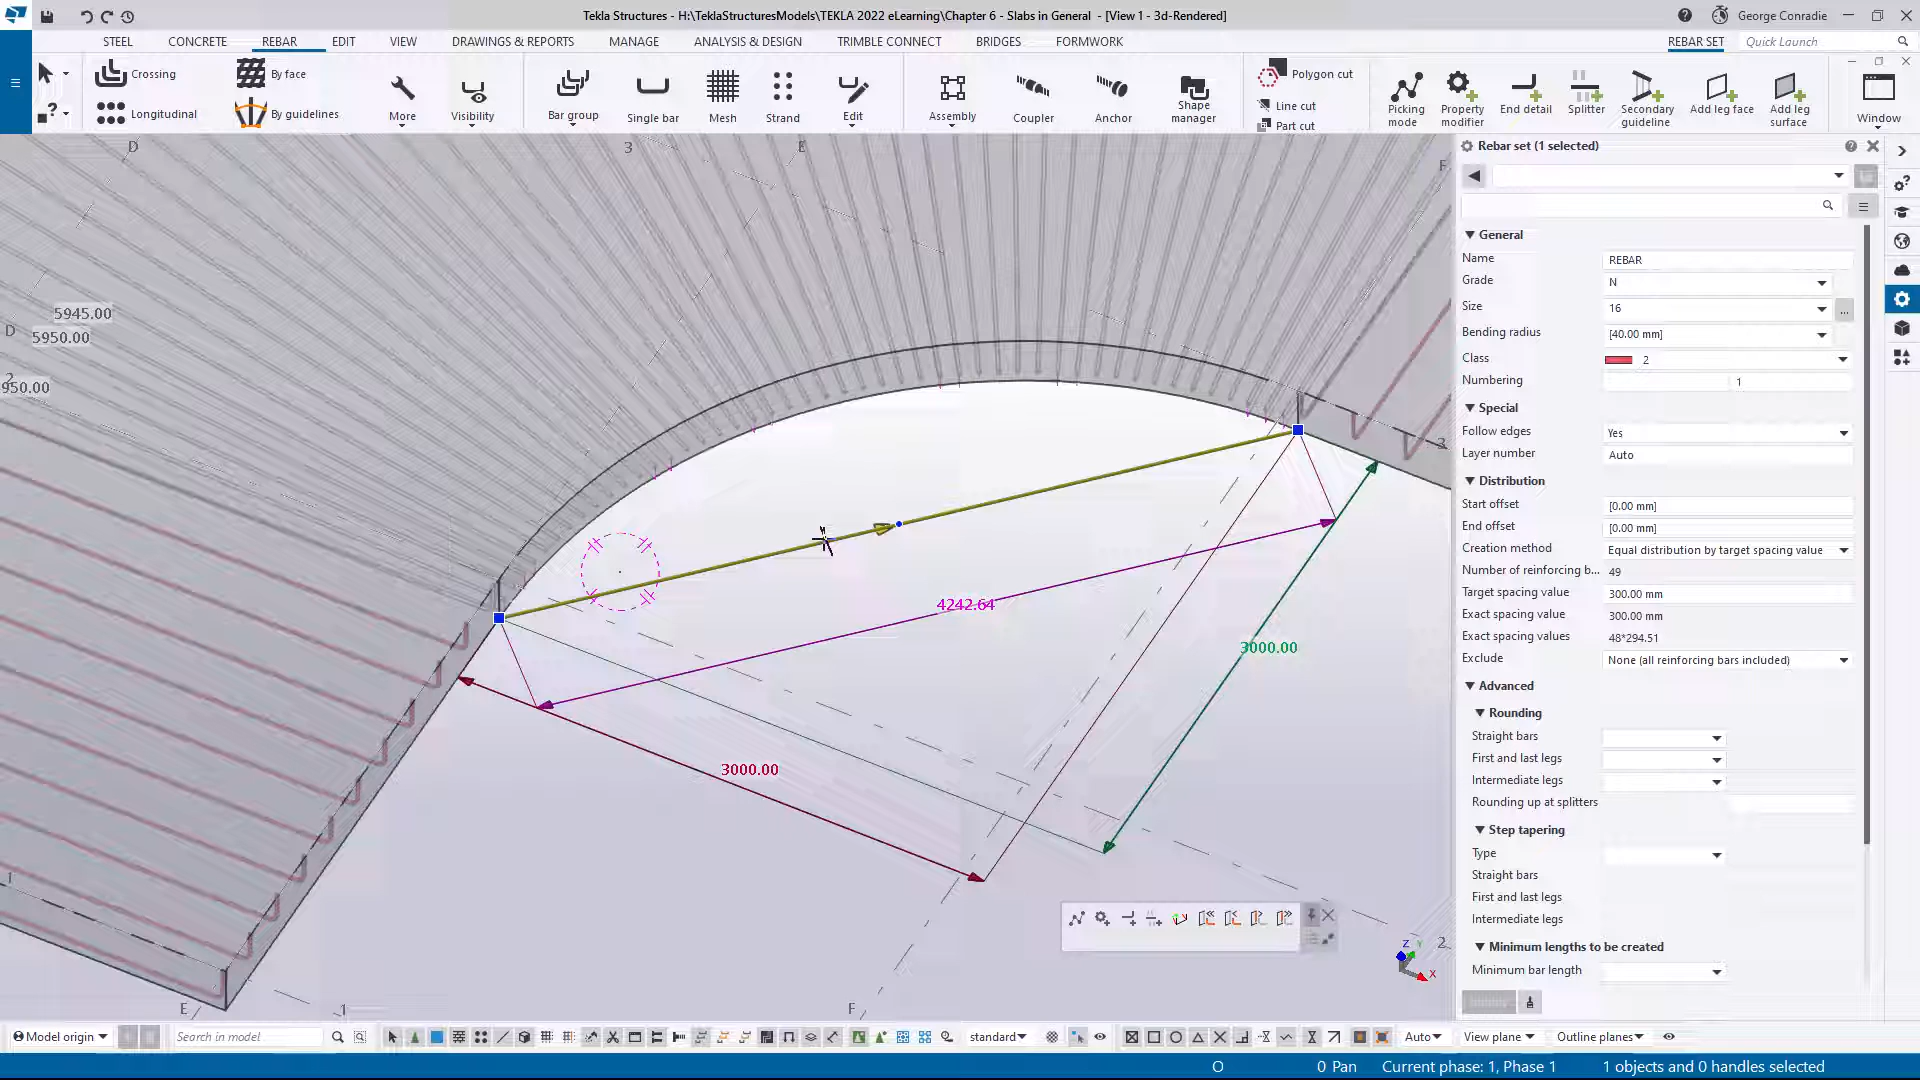 Tekla Structures - H:\TeklaStructuresModels\TEKLA 2022 eLearning\Chapter 6 - Slabs in General - [View 1 - 3d-Rendered]
George Conradie
STEEL CONCRETE REBAR EDIT VIEW DRAWINGS & REPORTS MANAGE ANALYSIS & DESIGN TRIMBLE CONNECT BRIDGES FORMWORK REBAR SET Quick Launch
Crossing
Longitudinal
By face
By guidelines
More
Visibility
Bar group
Single bar
Mesh
Strand
Edit
Assembly
Coupler
Anchor
Shape manager
Polygon cut
Line cut
Part cut
Picking mode
Property modifier
End detail
Splitter
Secondary guideline
Add leg face
Add leg surface
Window
D
3
E
F
5945.00
D
5950.00
2
950.00
3
4242.64
3000.00
3000.00
1
2
E
1
F
Z
Y
X
Rebar set (1 selected)
General
Name REBAR
Grade N
Size 16 ...
Bending radius [40.00 mm]
Class 2
Numbering 1
Special
Follow edges Yes
Layer number Auto
Distribution
Start offset [0.00 mm]
End offset [0.00 mm]
Creation method Equal distribution by target spacing value
Number of reinforcing b... 49
Target spacing value 300.00 mm
Exact spacing value 300.00 mm
Exact spacing values 48*294.51
Exclude None (all reinforcing bars included)
Advanced
Rounding
Straight bars
First and last legs
Intermediate legs
Rounding up at splitters
Step tapering
Type
Straight bars
First and last legs
Intermediate legs
Minimum lengths to be created
Minimum bar length
Model origin Search in model standard Auto View plane Outline planes
O 0 Pan Current phase: 1, Phase 1 1 objects and 0 handles selected